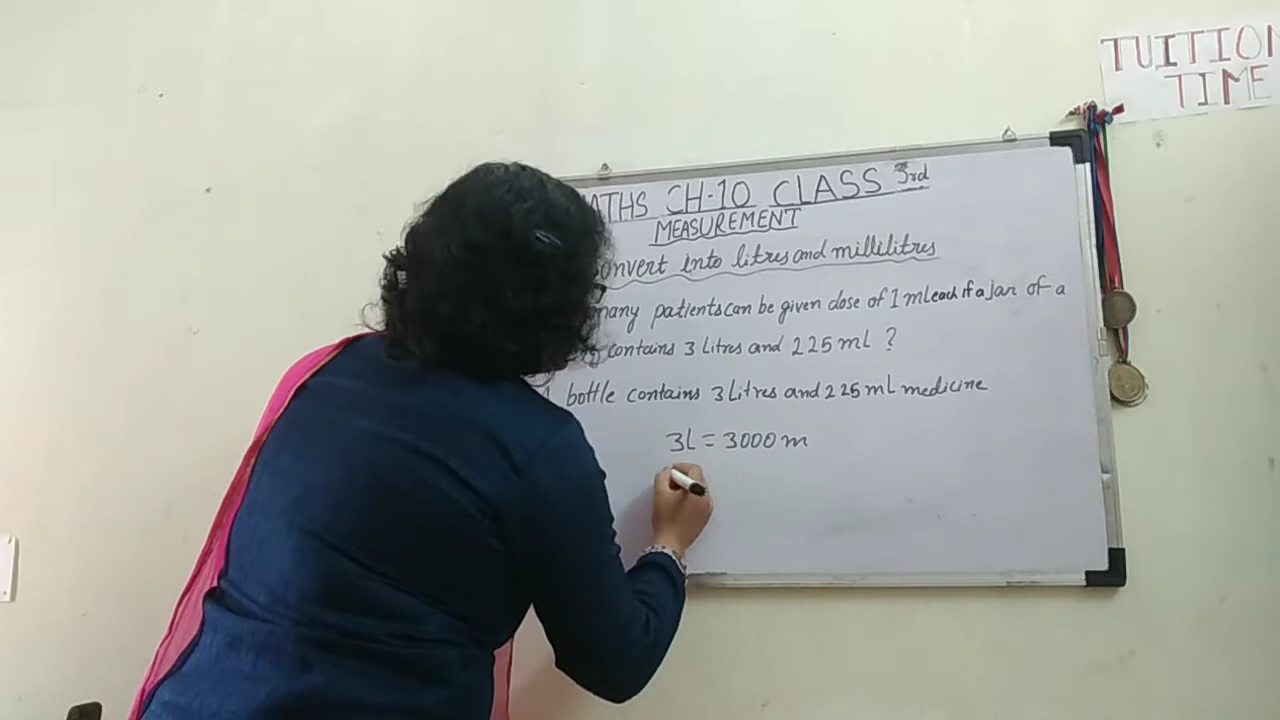 TUITION
TIME
MATHS CH-10 CLASS 3rd
MEASUREMENT
convert into litres and millilitres
many patients can be given dose of 1 mL each if a jar of a
contains 3 Litres and 225 mL ?
bottle contains 3 Litres and 225 mL medicine
3L = 3000 m